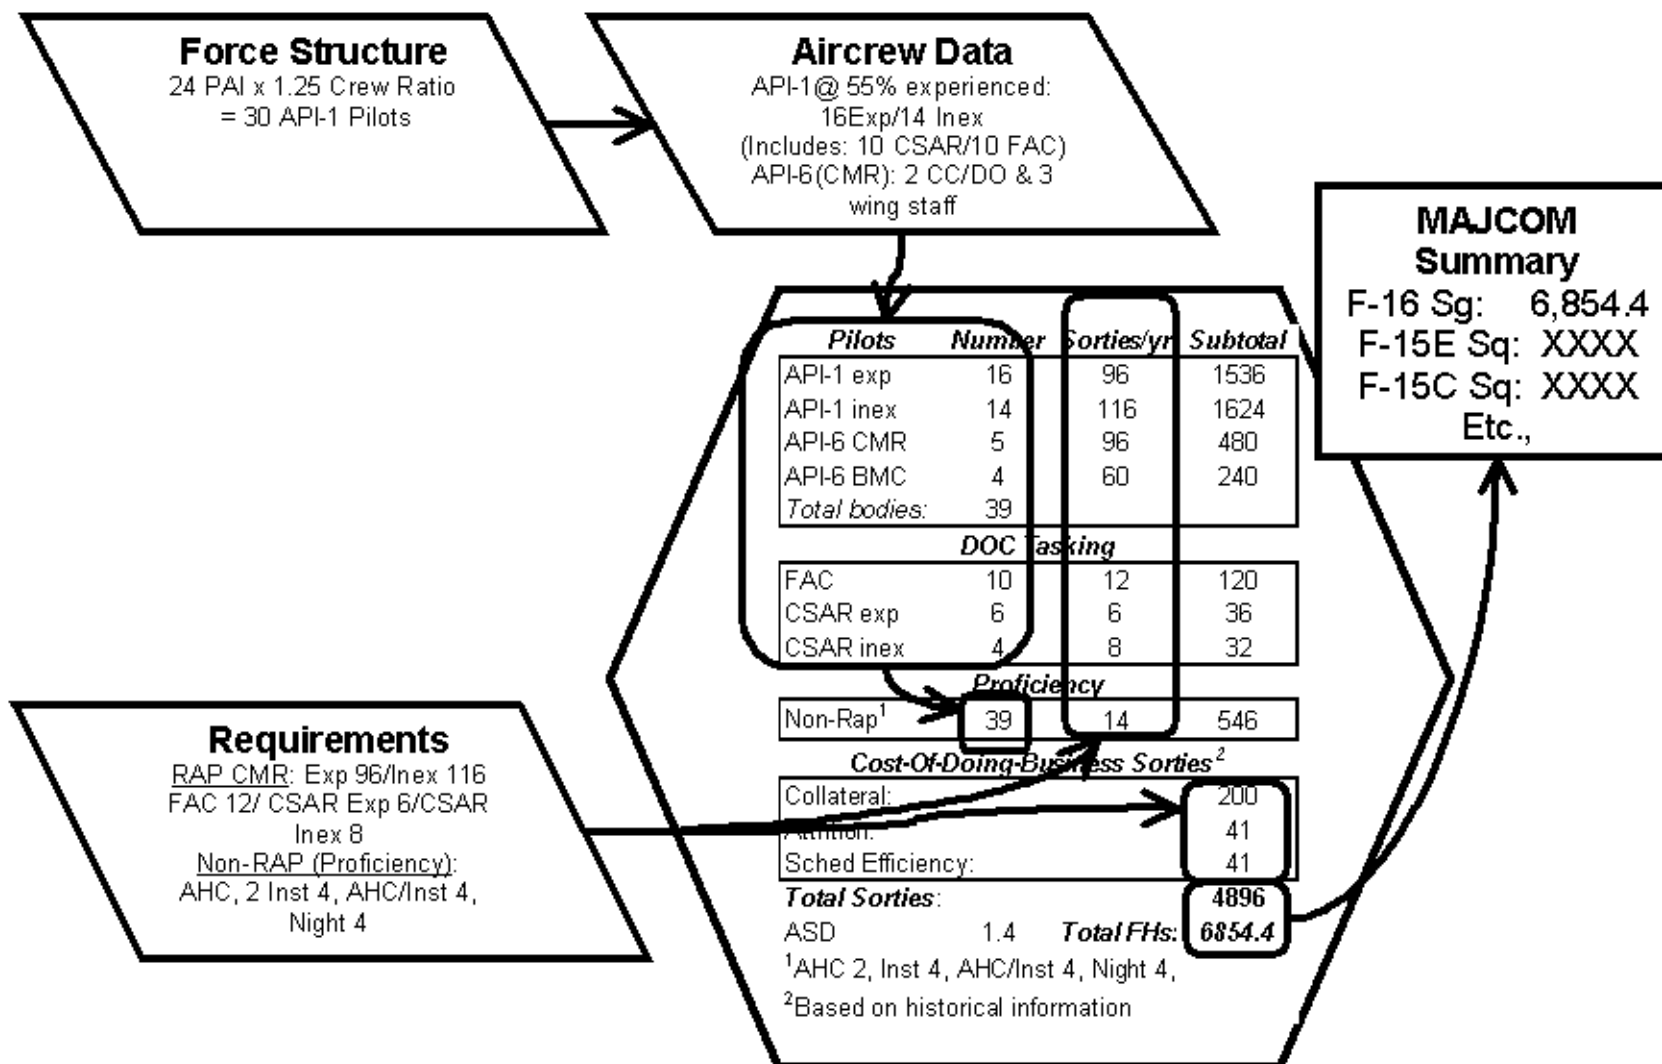 Force Structure
24 PAI x 1.25 Crew Ratio
= 30 API-1 Pilots
Aircrew Data
API-1@ 55% experienced:
16Exp/14 Inex
(Includes: 10 CSAR/10 FAC)
API-6(CMR): 2 CC/DO & 3
wing staff
MAJCOM
Summary
F-16 Sg: 6,854.4
F-15E Sq: XXXX
F-15C Sq: XXXX
Etc.,
Pilots Number Sorties/yr Subtotal
API-1 exp 16 96 1536
API-1 inex 14 116 1624
API-6 CMR 5 96 480
API-6 BMC 4 60 240
Total bodies: 39
DOC Tasking
FAC 10 12 120
CSAR exp 6 6 36
CSAR inex 4 8 32
Proficiency
Non-Rap1 39 14 546
Cost-Of-Doing-Business Sorties2
Collateral: 200
Attrition: 41
Sched Efficiency: 41
Total Sorties: 4896
ASD 1.4 Total FHs: 6854.4
1AHC 2, Inst 4, AHC/Inst 4, Night 4,
2Based on historical information
Requirements
RAP CMR: Exp 96/Inex 116
FAC 12/ CSAR Exp 6/CSAR
Inex 8
Non-RAP (Proficiency):
AHC, 2 Inst 4, AHC/Inst 4,
Night 4